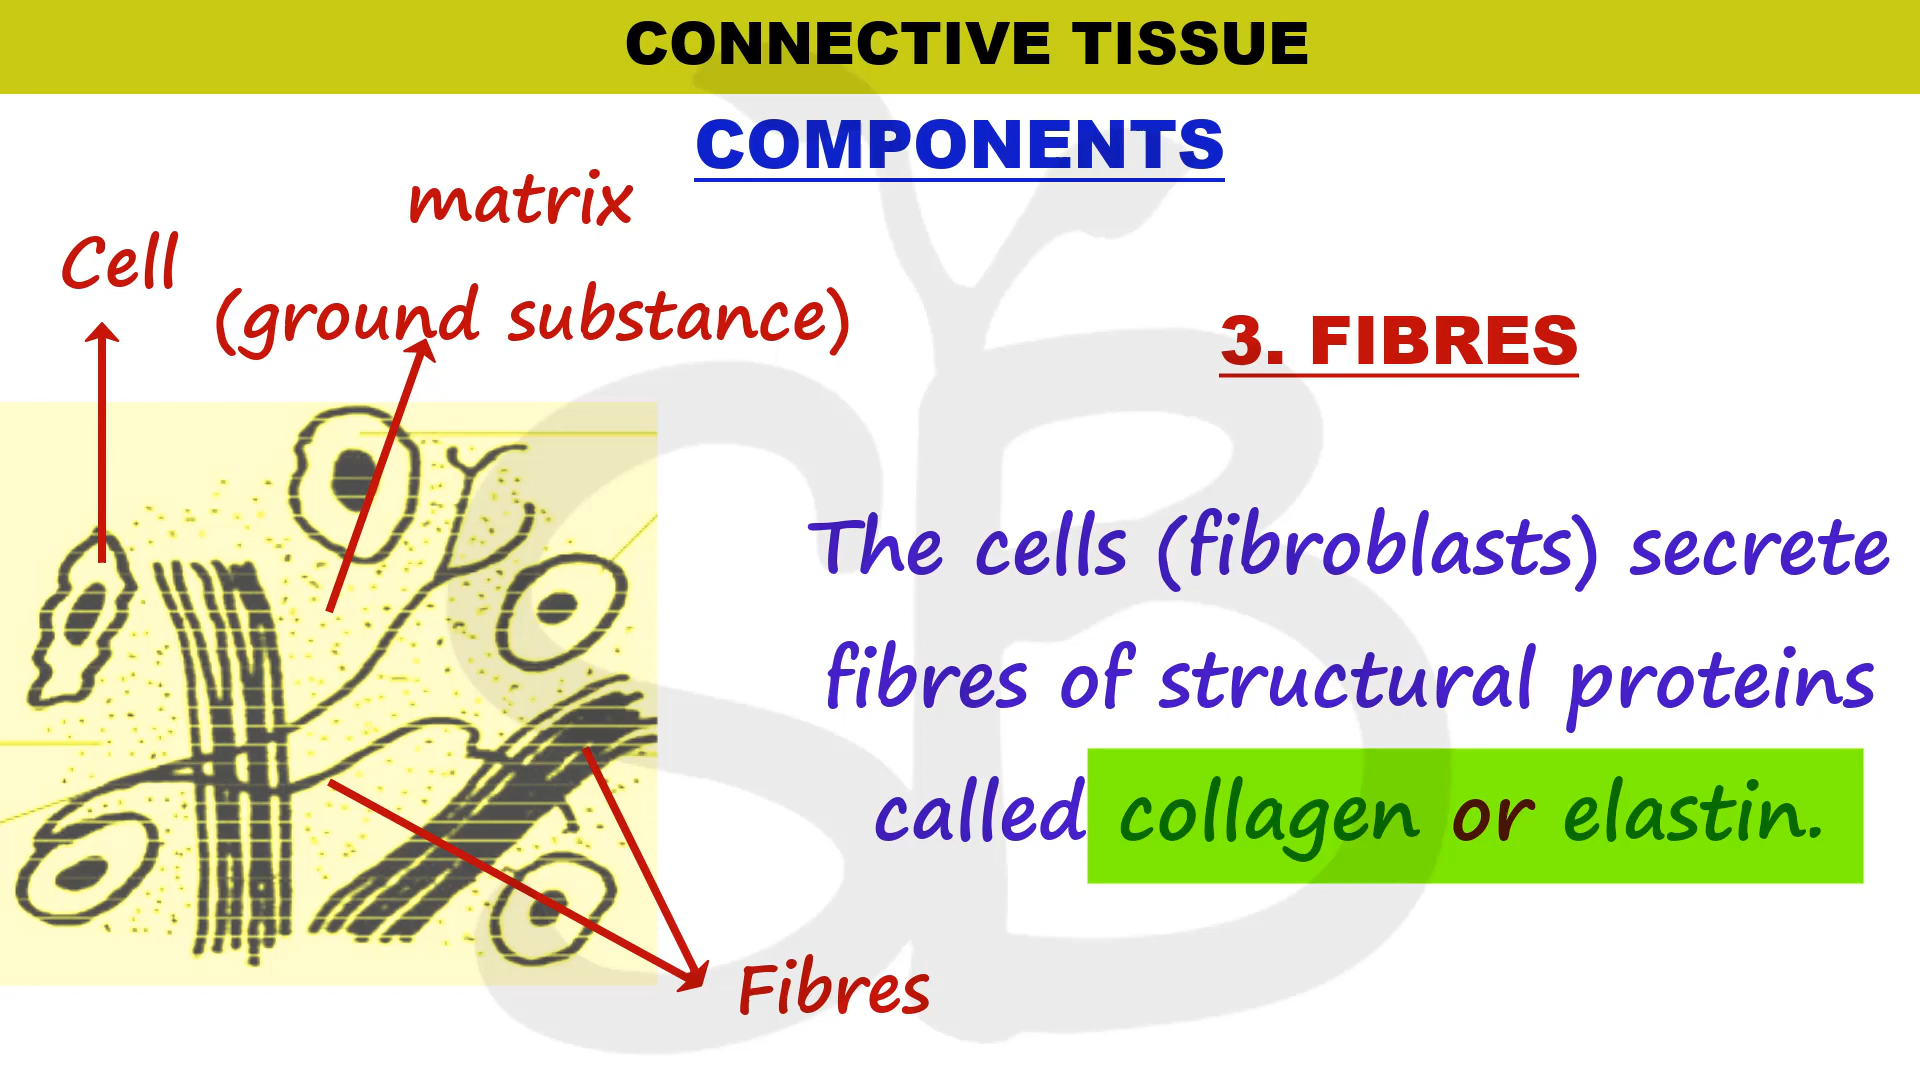 CONNECTIVE TISSUE
COMPONENTS
matrix
Cell
(ground substance)
3. FIBRES
The cells (fibroblasts) secrete
fibres of structural proteins
called collagen or elastin.
Fibres
SB